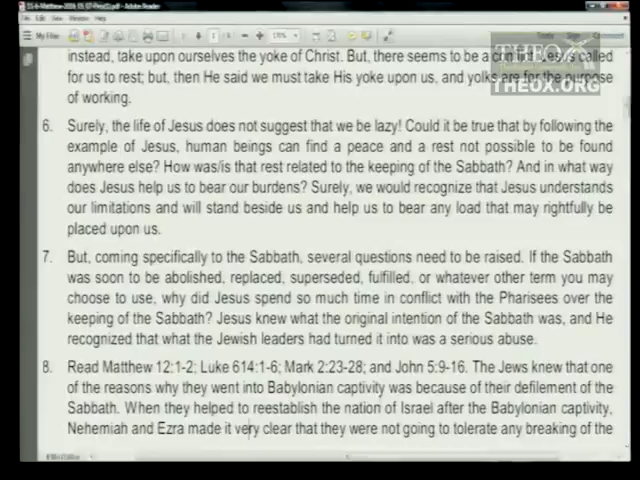 instead, take upon ourselves the yoke of Christ. But, there seems to be a Jesus called
for us to rest; but, then He said we must take His yoke upon us, and yolks are for the purpose
of working.
6. Surely, the life of Jesus does not suggest that we be lazy! Could it be true that by following the
example of Jesus, human beings can find a peace and a rest not possible to be found
anywhere else? How was/is that rest related to the keeping of the Sabbath? And in what way
does Jesus help us to bear our burdens? Surely, we would recognize that Jesus understands
our limitations and will stand beside us and help us to bear any load that may rightfully be
placed upon us.
7. But, coming specifically to the Sabbath, several questions need to be raised. If the Sabbath
was soon to be abolished, replaced, superseded, fulfilled, or whatever other term you may
choose to use, why did Jesus spend so much time in conflict with the Pharisees over the
keeping of the Sabbath? Jesus knew what the original intention of the Sabbath was, and He
recognized that what the Jewish leaders had turned it into was a serious abuse.
8. Read Matthew 12:1-2; Luke 614:1-6; Mark 2:23-28; and John 5:9-16. The Jews knew that one
of the reasons why they went into Babylonian captivity was because of their defilement of the
Sabbath. When they helped to reestablish the nation of Israel after the Babylonian captivity,
Nehemiah and Ezra made it very clear that they were not going to tolerate any breaking of the
THEOX
THEOX.ORG